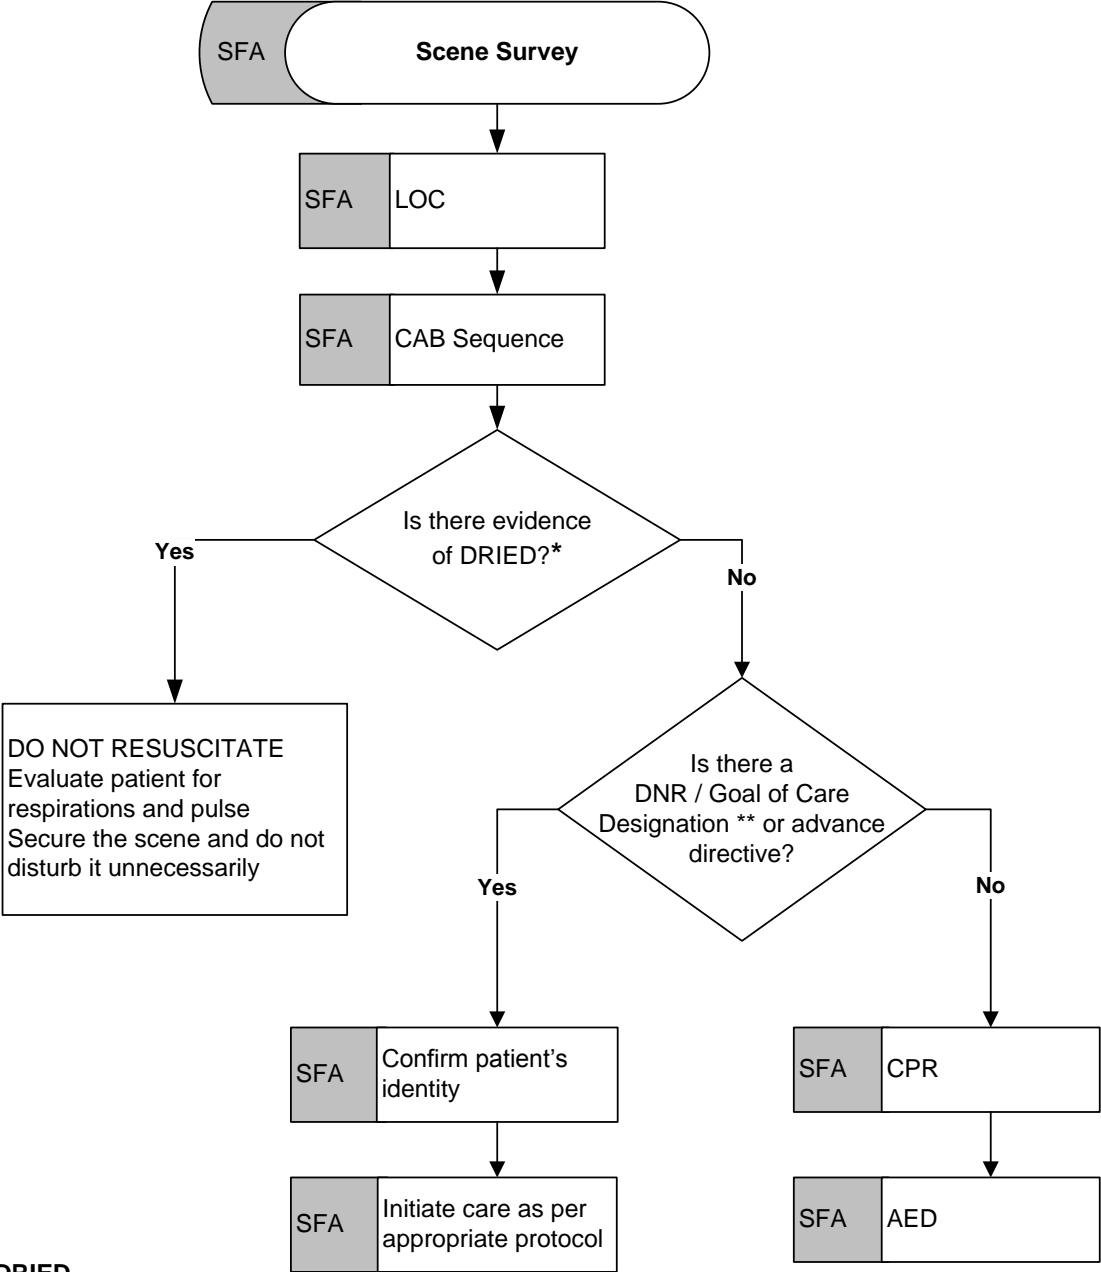 SFA Scene Survey
SFA LOC
SFA CAB Sequence
Is there evidence
of DRIED?*
Yes
No
DO NOT RESUSCITATE
Evaluate patient for
respirations and pulse
Secure the scene and do not
disturb it unnecessarily
Is there a
DNR / Goal of Care
Designation ** or advance
directive?
Yes
No
SFA Confirm patient's
identity
SFA CPR
SFA Initiate care as per
appropriate protocol
SFA AED
DRIED